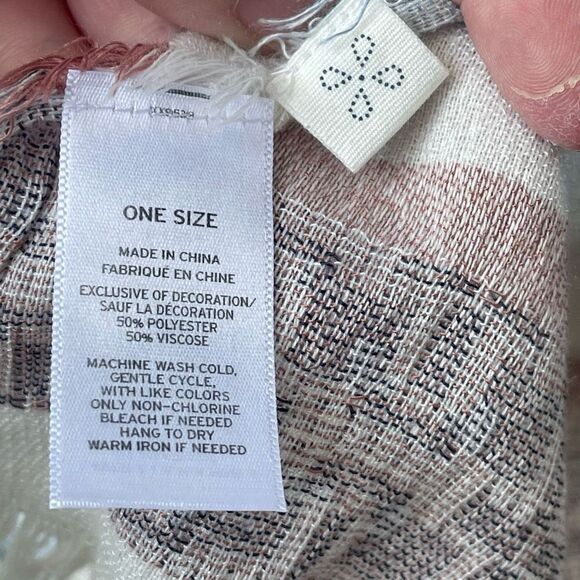 ONE SIZE
MADE IN CHINA
FABRIQUÉ EN CHINE
EXCLUSIVE OF DECORATION/
SAUF LA DÉCORATION
50% POLYESTER
50% VISCOSE
MACHINE WASH COLD,
GENTLE CYCLE,
WITH LIKE COLORS
ONLY NON-CHLORINE
BLEACH IF NEEDED
HANG TO DRY
WARM IRON IF NEEDED